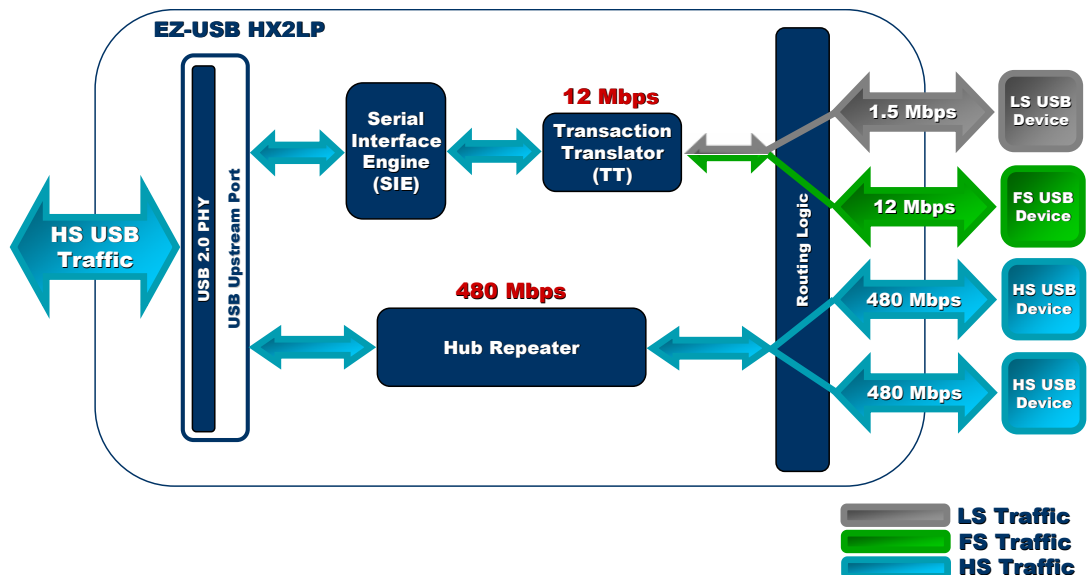 EZ-USB HX2LP
HS USB
Traffic
USB 2.0 PHY
USB Upstream Port
Serial
Interface
Engine
(SIE)
12 Mbps
Transaction
Translator
(TT)
480 Mbps
Hub Repeater
Routing Logic
1.5 Mbps
LS USB
Device
12 Mbps
FS USB
Device
480 Mbps
HS USB
Device
480 Mbps
HS USB
Device
LS Traffic
FS Traffic
HS Traffic